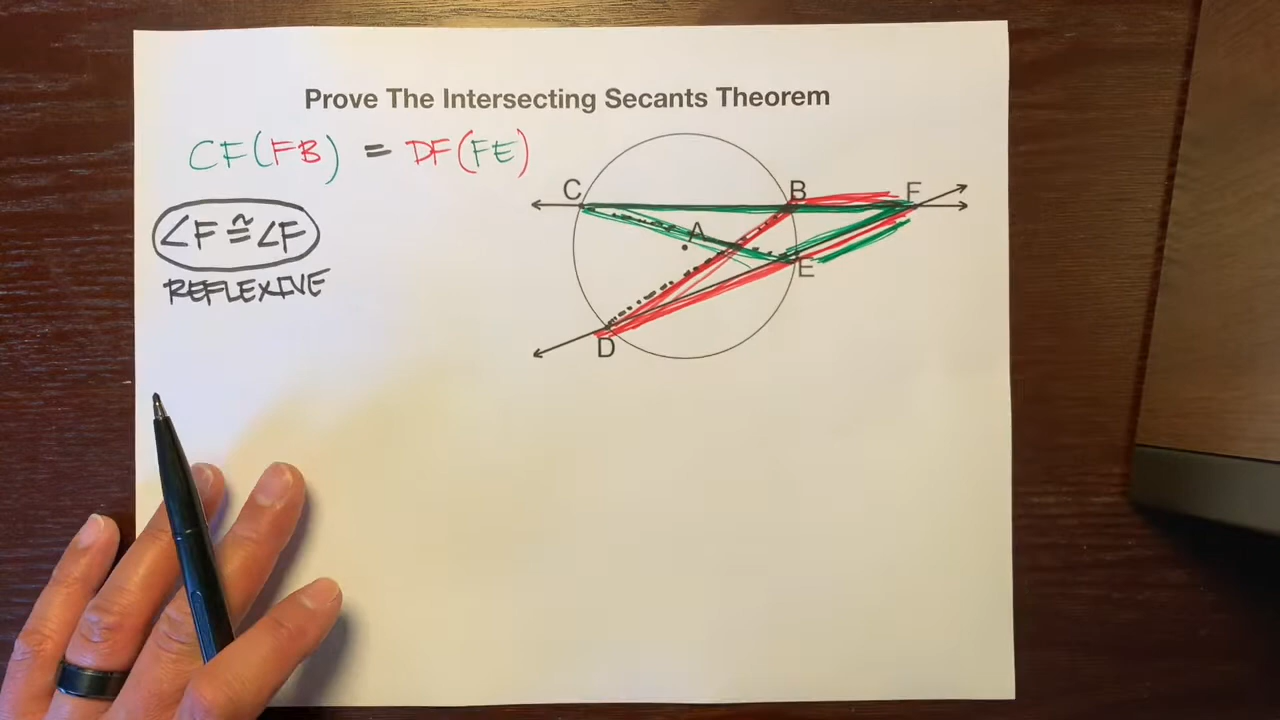 Prove The Intersecting Secants Theorem
CF(FB) = DF(FE)
∠F ≅ ∠F
REFLEXIVE
C
B
F
A
E
D